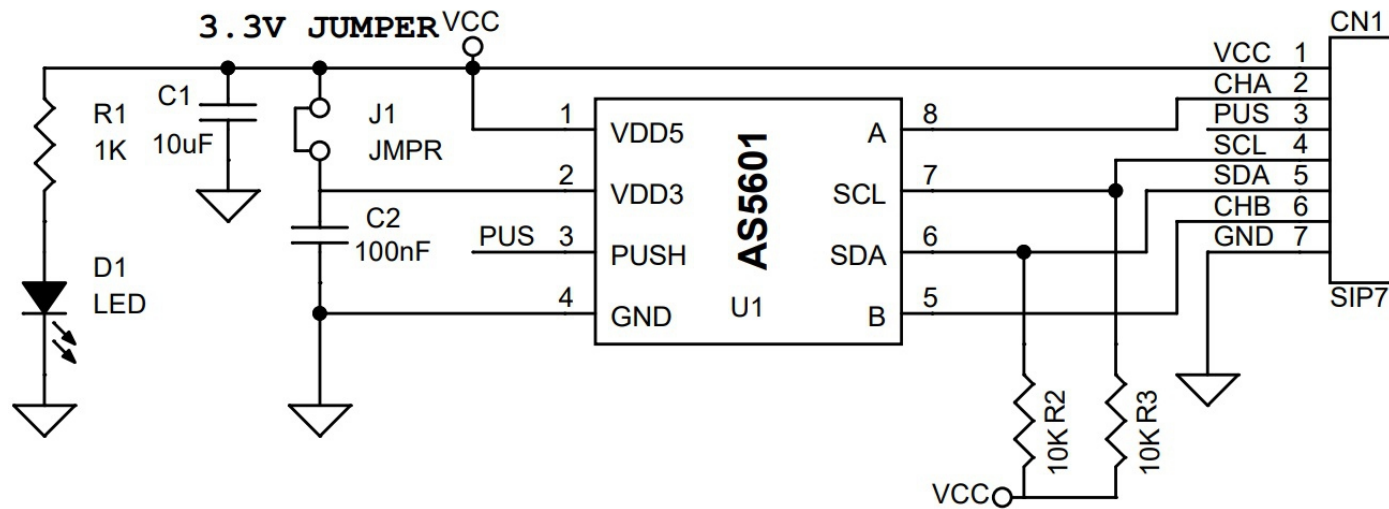 3.3V JUMPER
VCC
CN1
VCC 1
CHA 2
PUS 3
SCL 4
SDA 5
CHB 6
GND 7
SIP7
R1
1K
C1
10uF
J1
JMPR
C2
100nF
D1
LED
1 VDD5
2 VDD3
PUS 3 PUSH
4 GND
AS5601
U1
A 8
SCL 7
SDA 6
B 5
R2
10K
R3
10K
VCC